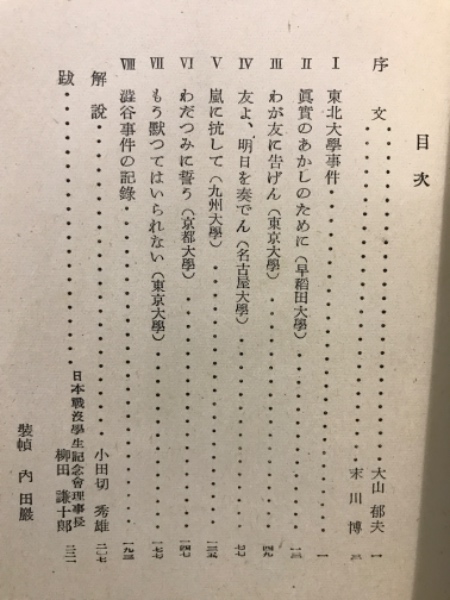 目次
序文 大山郁夫 一
末川博 三
I 東北大學事件 一
II 眞實のあかしのために(早稻田大學) 一三
III わが友に告げん(東京大學) 四九
IV 友よ、明日を奏でん(名古屋大學) 七七
V 嵐に抗して(九州大學) 一三五
VI わだつみに誓う(京都大學) 一四七
VII もう默つてはいられない(東京大學) 一七七
VIII 澁谷事件の記錄 一九三
解說 小田切秀雄 二〇七
跋 日本戰沒學生記念會理事長 柳田謙十郎 二二一
裝幀 內田巖